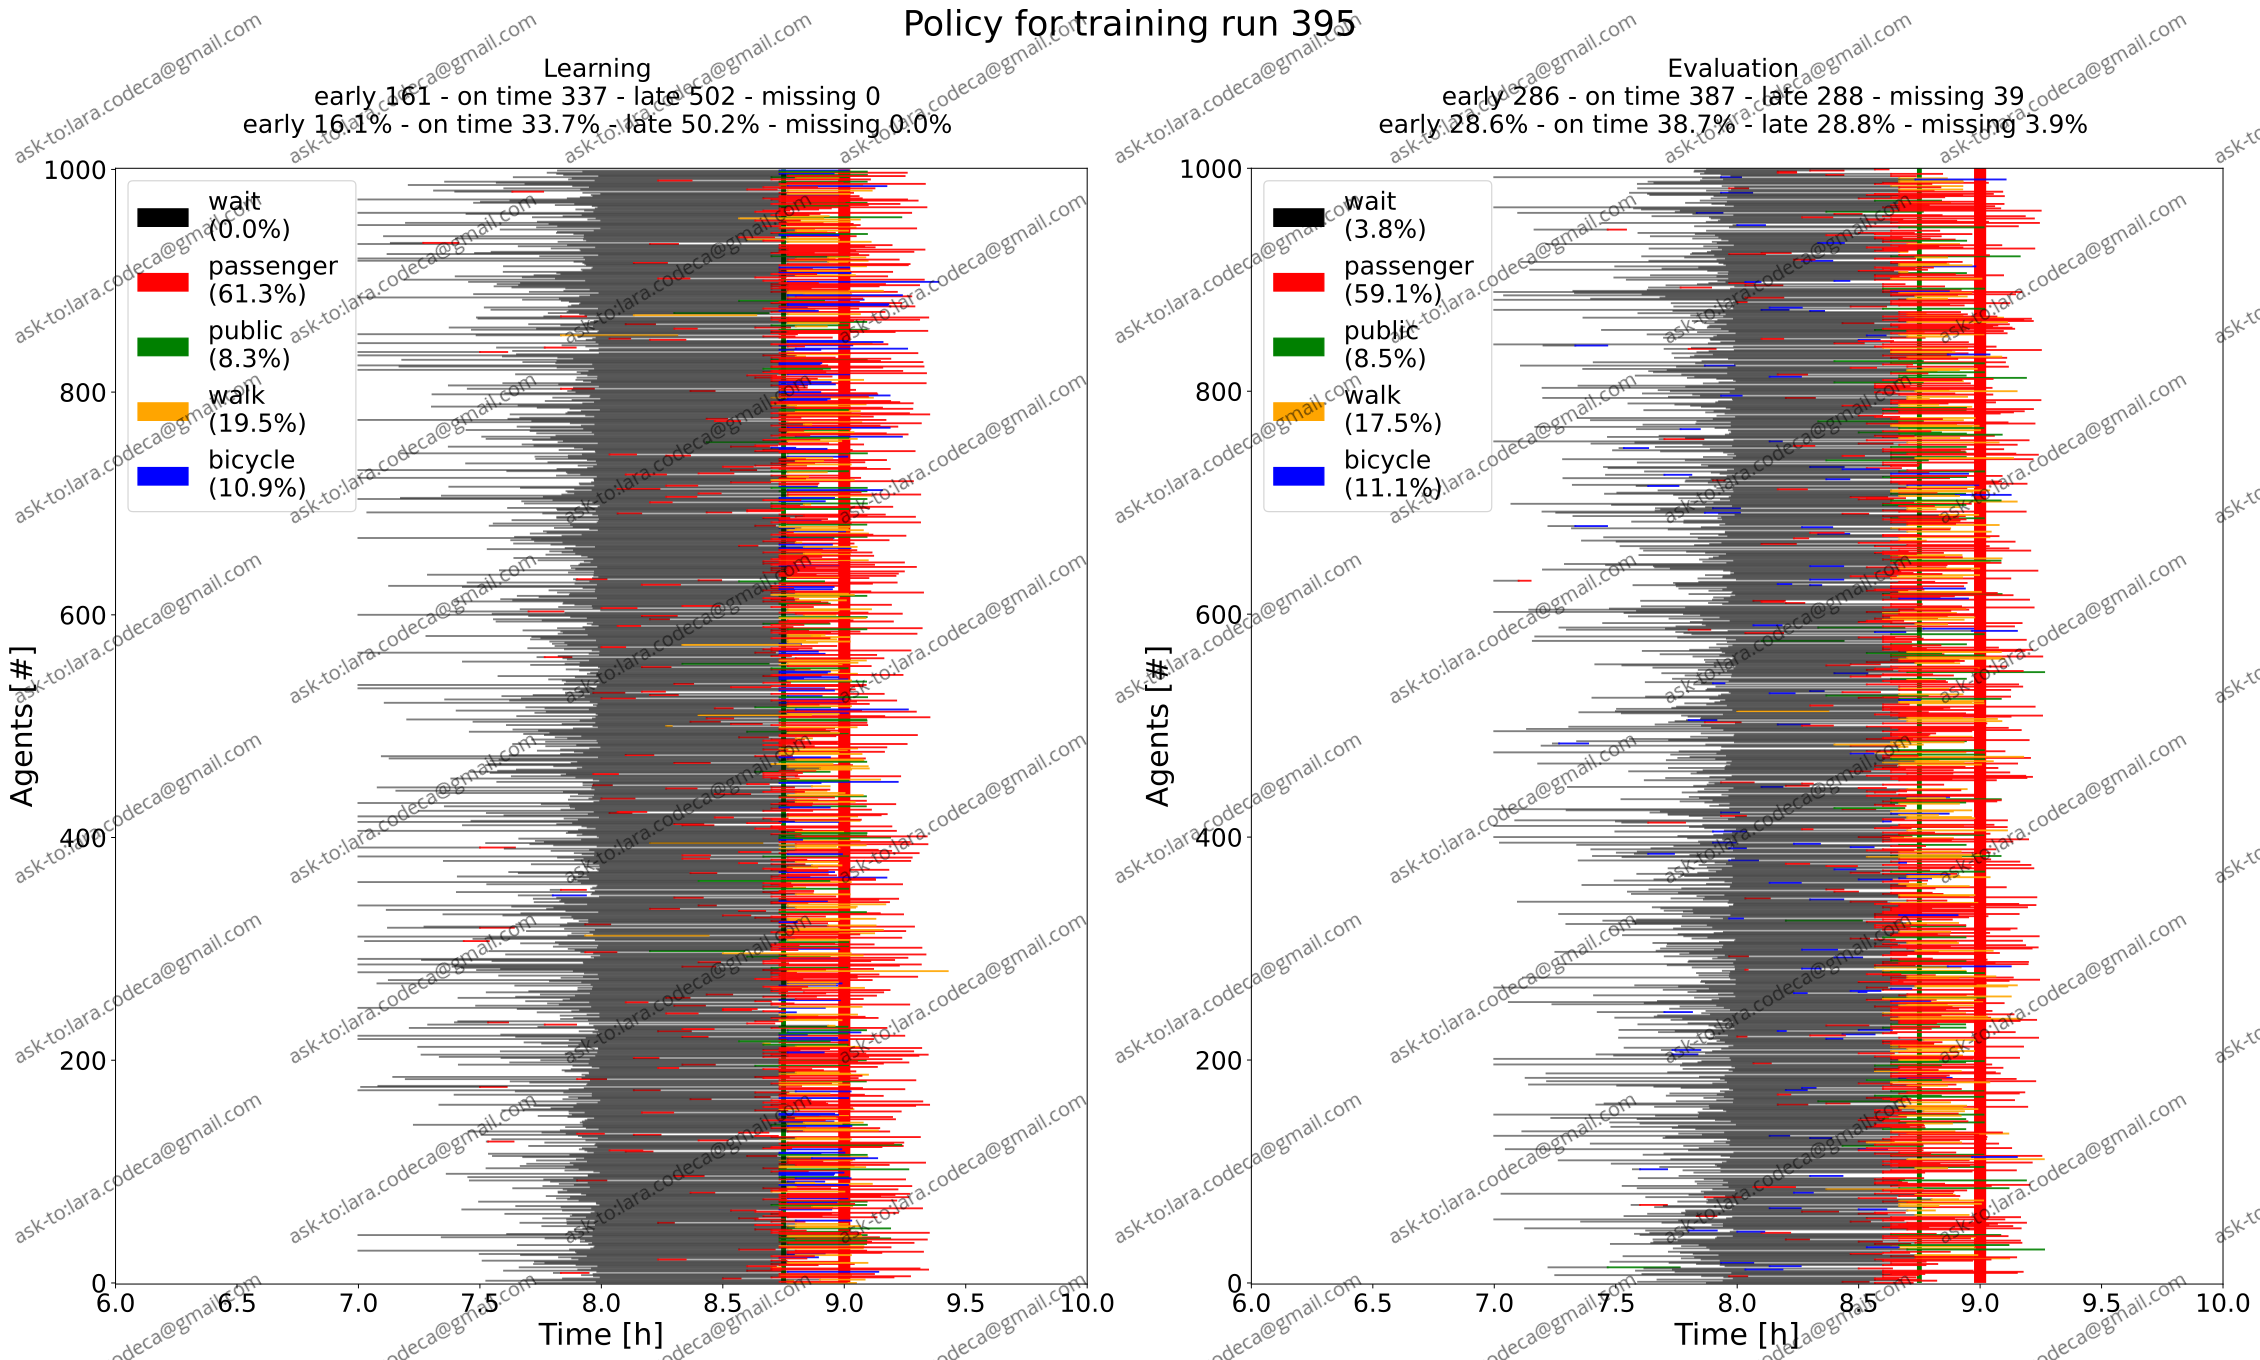 Policy for training run 395
Learning
early 161 - on time 337 - late 502 - missing 0
early 16.1% - on time 33.7% - late 50.2% - missing 0.0%
1000
800
600
400
200
0
Agents [#]
wait
(0.0%)
passenger
(61.3%)
public
(8.3%)
walk
(19.5%)
bicycle
(10.9%)
6.0 6.5 7.0 7.5 8.0 8.5 9.0 9.5 10.0
Time [h]
Evaluation
early 286 - on time 387 - late 288 - missing 39
early 28.6% - on time 38.7% - late 28.8% - missing 3.9%
1000
800
600
400
200
0
Agents [#]
wait
(3.8%)
passenger
(59.1%)
public
(8.5%)
walk
(17.5%)
bicycle
(11.1%)
6.0 6.5 7.0 7.5 8.0 8.5 9.0 9.5 10.0
Time [h]
ask-to:lara.codeca@gmail.com